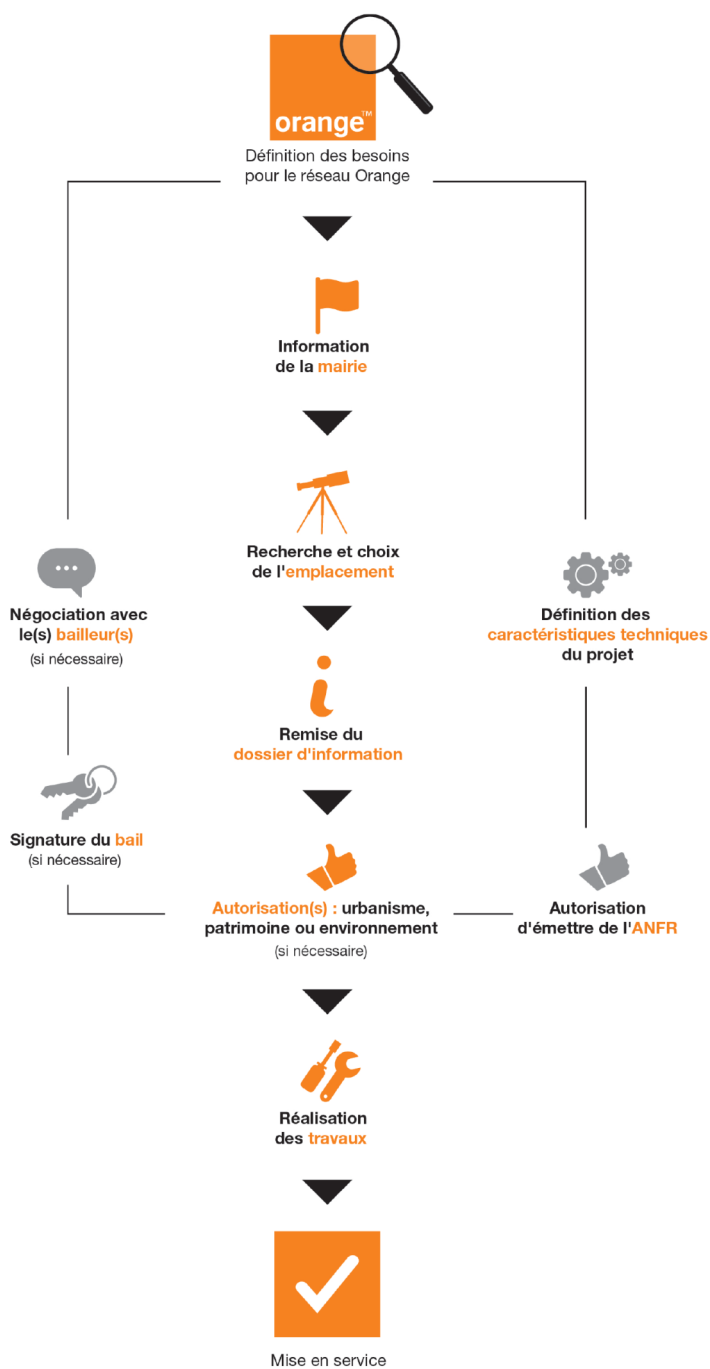 orange™
Définition des besoins
pour le réseau Orange
Information
de la mairie
Recherche et choix
de l'emplacement
Négociation avec
le(s) bailleur(s)
(si nécessaire)
Définition des
caractéristiques techniques
du projet
Remise du
dossier d'information
Signature du bail
(si nécessaire)
Autorisation(s) : urbanisme,
patrimoine ou environnement
(si nécessaire)
Autorisation
d'émettre de l'ANFR
Réalisation
des travaux
Mise en service